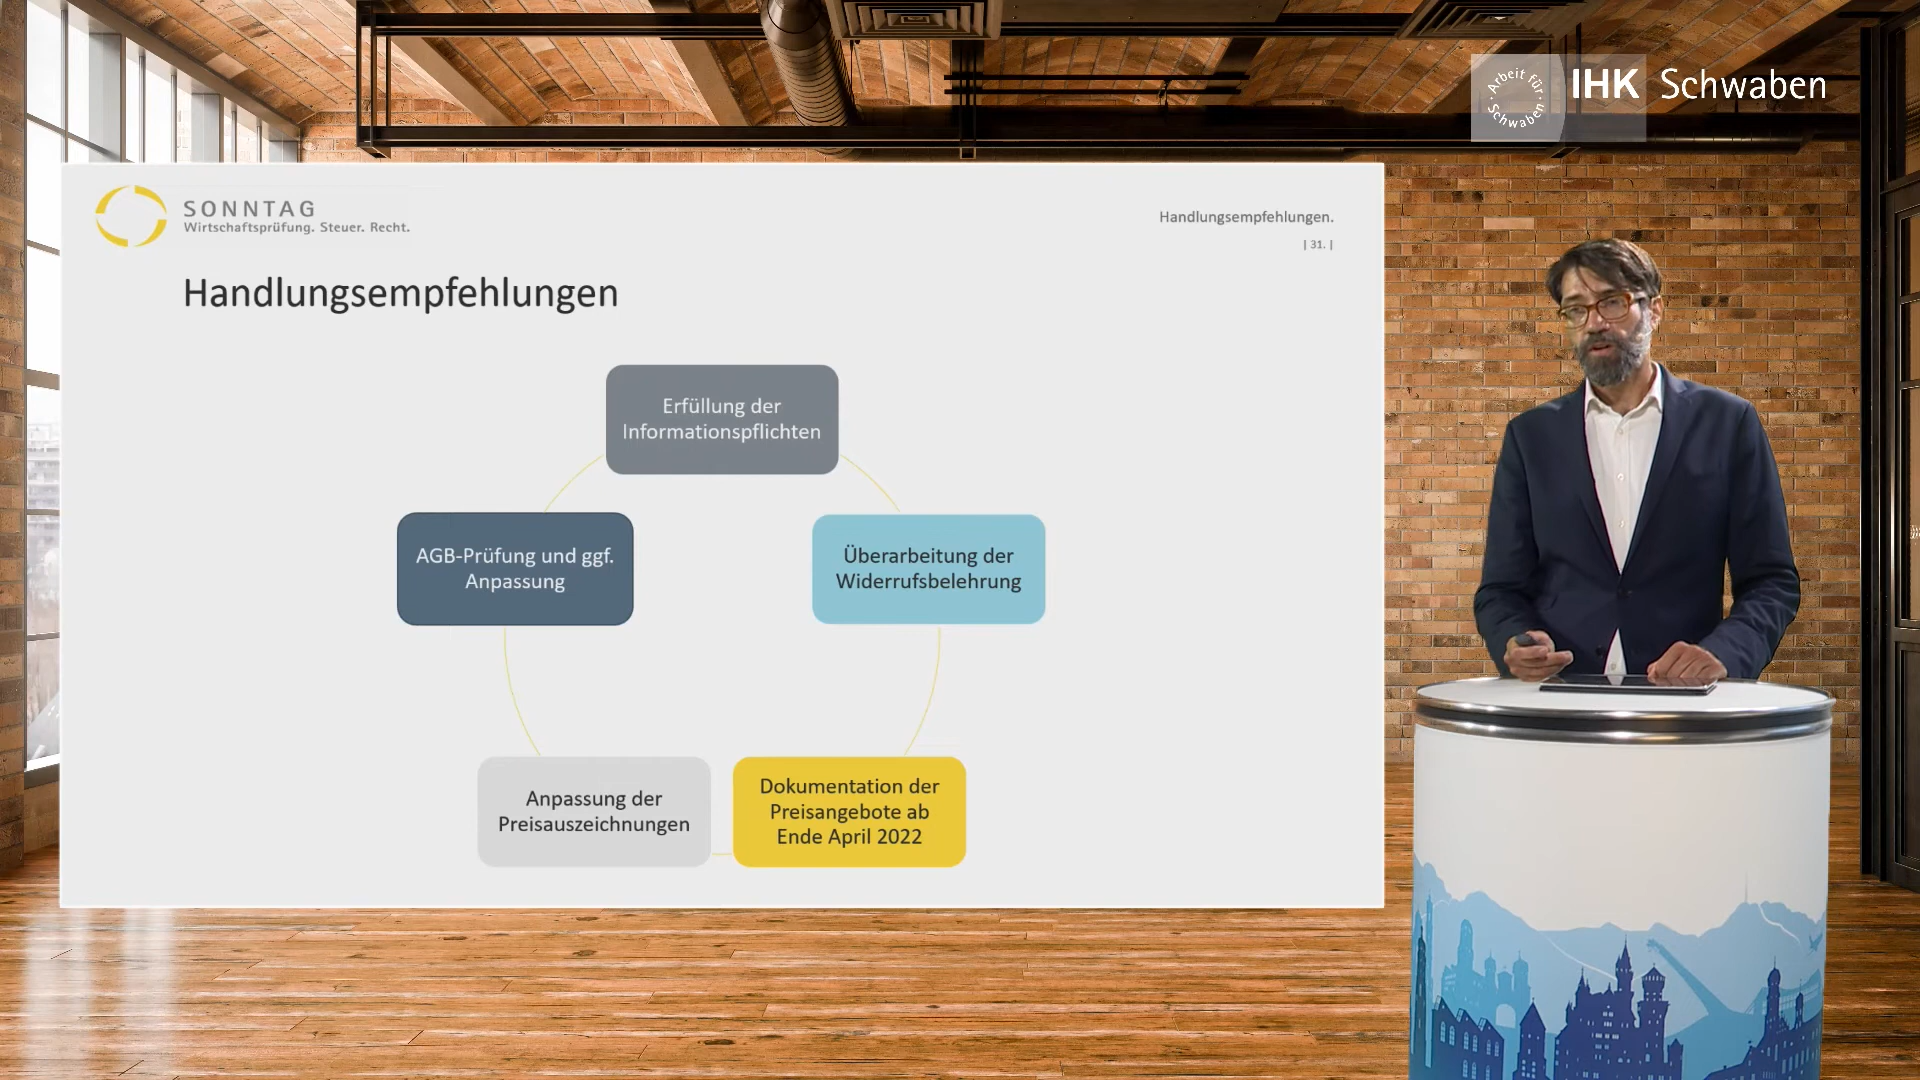 Arbeit für
Schwaben
IHK Schwaben
SONNTAG
Wirtschaftsprüfung. Steuer. Recht.
Handlungsempfehlungen.
| 31. |
Handlungsempfehlungen
Erfüllung der
Informationspflichten
AGB-Prüfung und ggf.
Anpassung
Überarbeitung der
Widerrufsbelehrung
Anpassung der
Preisauszeichnungen
Dokumentation der
Preisangebote ab
Ende April 2022